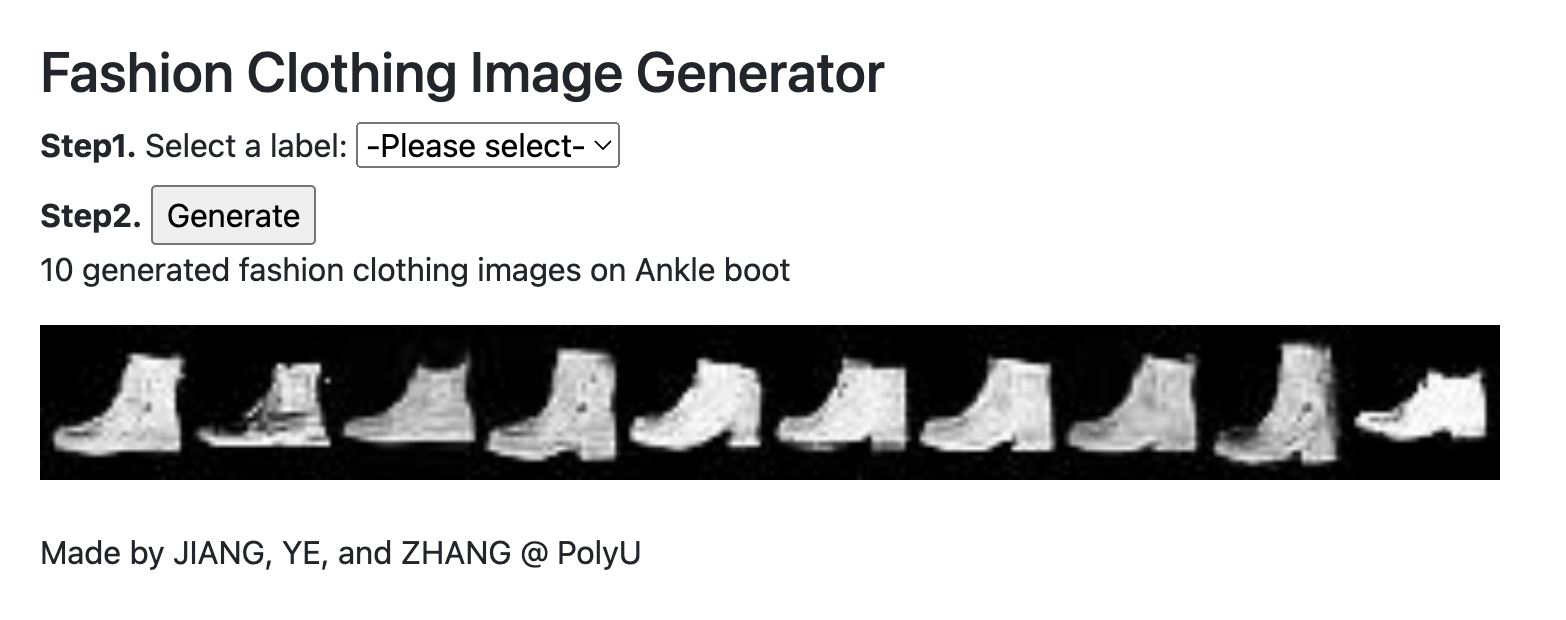 Fashion Clothing Image Generator
Step1. Select a label: -Please select-
Step2. Generate
10 generated fashion clothing images on Ankle boot
Made by JIANG, YE, and ZHANG @ PolyU